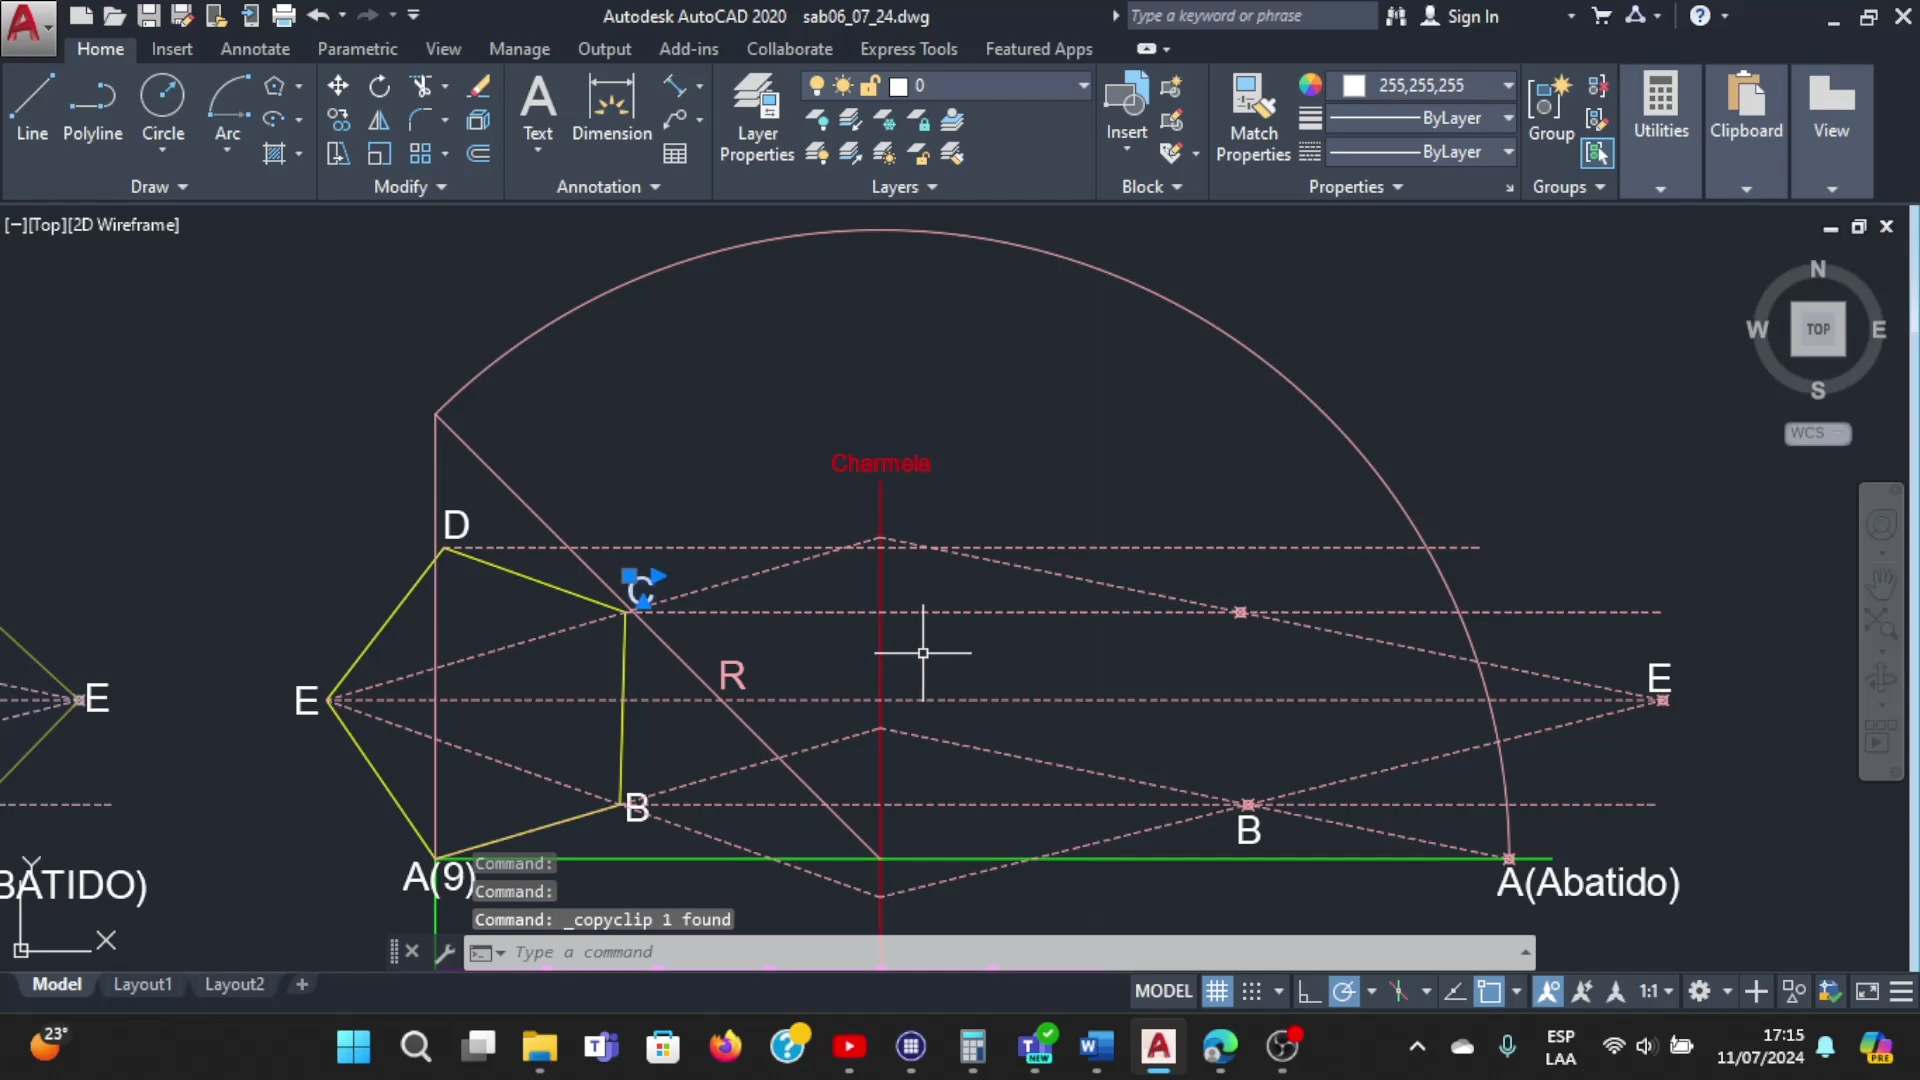 Autodesk AutoCAD 2020 sab06_07_24.dwg
Type a keyword or phrase
Sign In
Home Insert Annotate Parametric View Manage Output Add-ins Collaborate Express Tools Featured Apps
Line Polyline Circle Arc
Draw
Modify
Text Dimension
Annotation
Layer Properties
0
Layers
Insert
Block
Match Properties
255,255,255
ByLayer
ByLayer
Properties
Group
Groups
Utilities
Clipboard
View
[−][Top][2D Wireframe]
N
W TOP E
S
WCS
Charmela
D
C
R
E
E
E
B
B
A(9)
A(Abatido)
BATIDO)
Y
X
Command:
Command:
Command: _copyclip 1 found
Type a command
Model Layout1 Layout2 +
MODEL
1:1
23°
NEW
ESP
LAA
17:15
11/07/2024
PRE